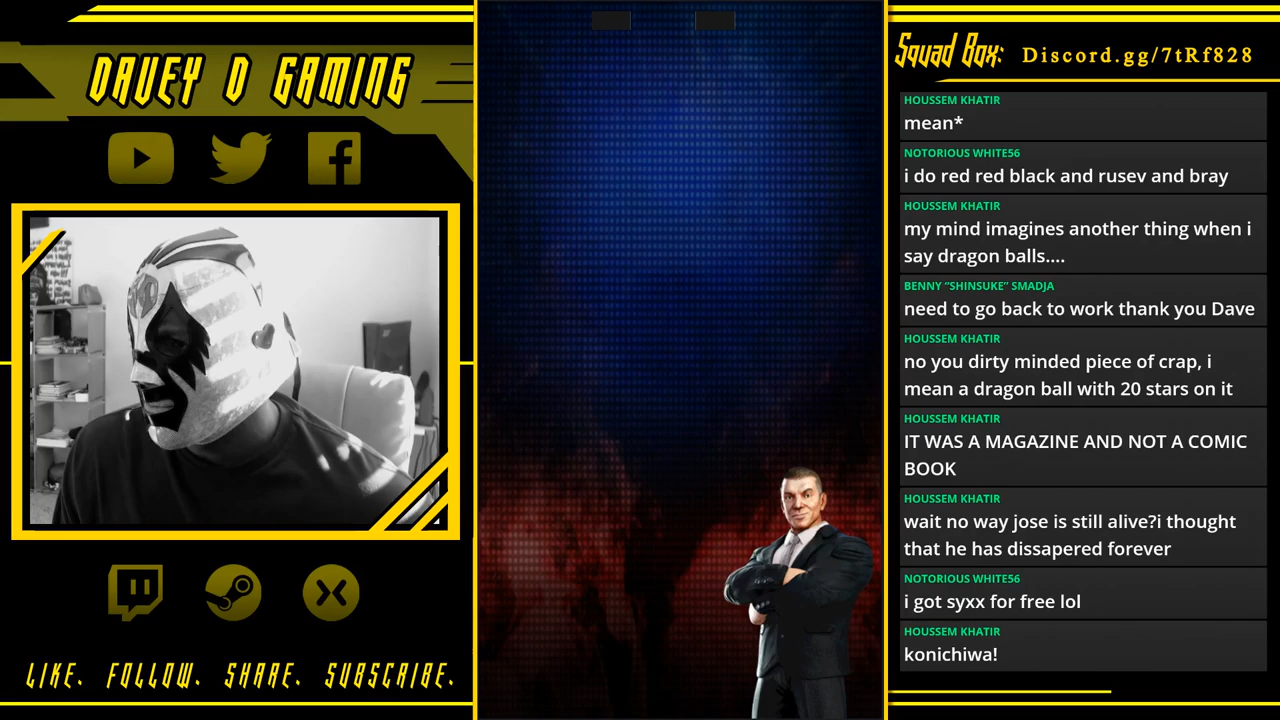 DAVEY D GAMING
LIKE. FOLLOW. SHARE. SUBSCRIBE.
Squad Box: Discord.gg/7tRf828
HOUSSEM KHATIR
mean*
NOTORIOUS WHITE56
i do red red black and rusev and bray
HOUSSEM KHATIR
my mind imagines another thing when i
say dragon balls....
BENNY “SHINSUKE” SMADJA
need to go back to work thank you Dave
HOUSSEM KHATIR
no you dirty minded piece of crap, i
mean a dragon ball with 20 stars on it
HOUSSEM KHATIR
IT WAS A MAGAZINE AND NOT A COMIC
BOOK
HOUSSEM KHATIR
wait no way jose is still alive?i thought
that he has dissapered forever
NOTORIOUS WHITE56
i got syxx for free lol
HOUSSEM KHATIR
konichiwa!